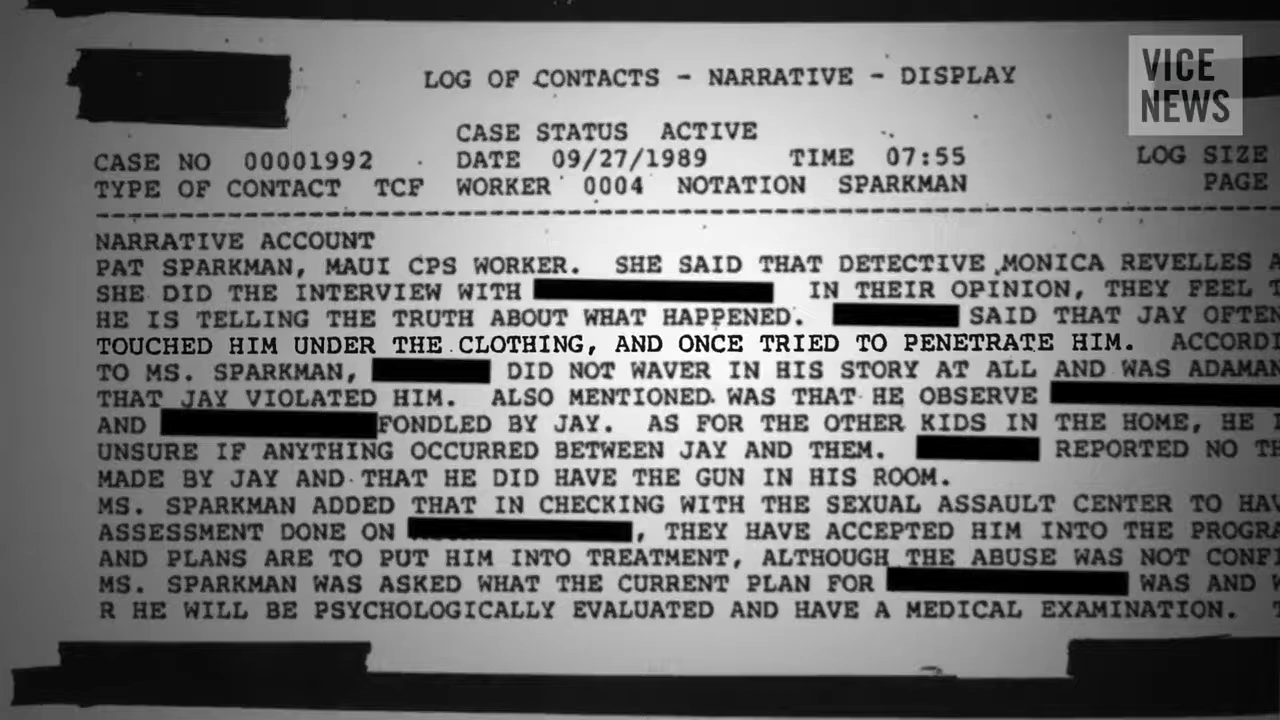 VICE
NEWS
LOG OF CONTACTS - NARRATIVE - DISPLAY
CASE STATUS ACTIVE
CASE NO 00001992 DATE 09/27/1989 TIME 07:55 LOG SIZE
TYPE OF CONTACT TCF WORKER 0004 NOTATION SPARKMAN PAGE
NARRATIVE ACCOUNT
PAT SPARKMAN, MAUI CPS WORKER. SHE SAID THAT DETECTIVE MONICA REVELLES
SHE DID THE INTERVIEW WITH IN THEIR OPINION, THEY FEEL
HE IS TELLING THE TRUTH ABOUT WHAT HAPPENED. SAID THAT JAY
TOUCHED HIM UNDER THE CLOTHING, AND ONCE TRIED TO PENETRATE HIM.
TO MS. SPARKMAN, DID NOT WAVER IN HIS STORY AT ALL AND WAS
THAT JAY VIOLATED HIM. ALSO MENTIONED WAS THAT HE OBSERVE
AND FONDLED BY JAY. AS FOR THE OTHER KIDS IN THE HOME, HE
UNSURE IF ANYTHING OCCURRED BETWEEN JAY AND THEM. REPORTED NO
MADE BY JAY AND THAT HE DID HAVE THE GUN IN HIS ROOM.
MS. SPARKMAN ADDED THAT IN CHECKING WITH THE SEXUAL ASSAULT CENTER TO
ASSESSMENT DONE ON , THEY HAVE ACCEPTED HIM INTO THE
AND PLANS ARE TO PUT HIM INTO TREATMENT, ALTHOUGH THE ABUSE WAS NOT
MS. SPARKMAN WAS ASKED WHAT THE CURRENT PLAN FOR WAS AND
R HE WILL BE PSYCHOLOGICALLY EVALUATED AND HAVE A MEDICAL EXAMINATION.